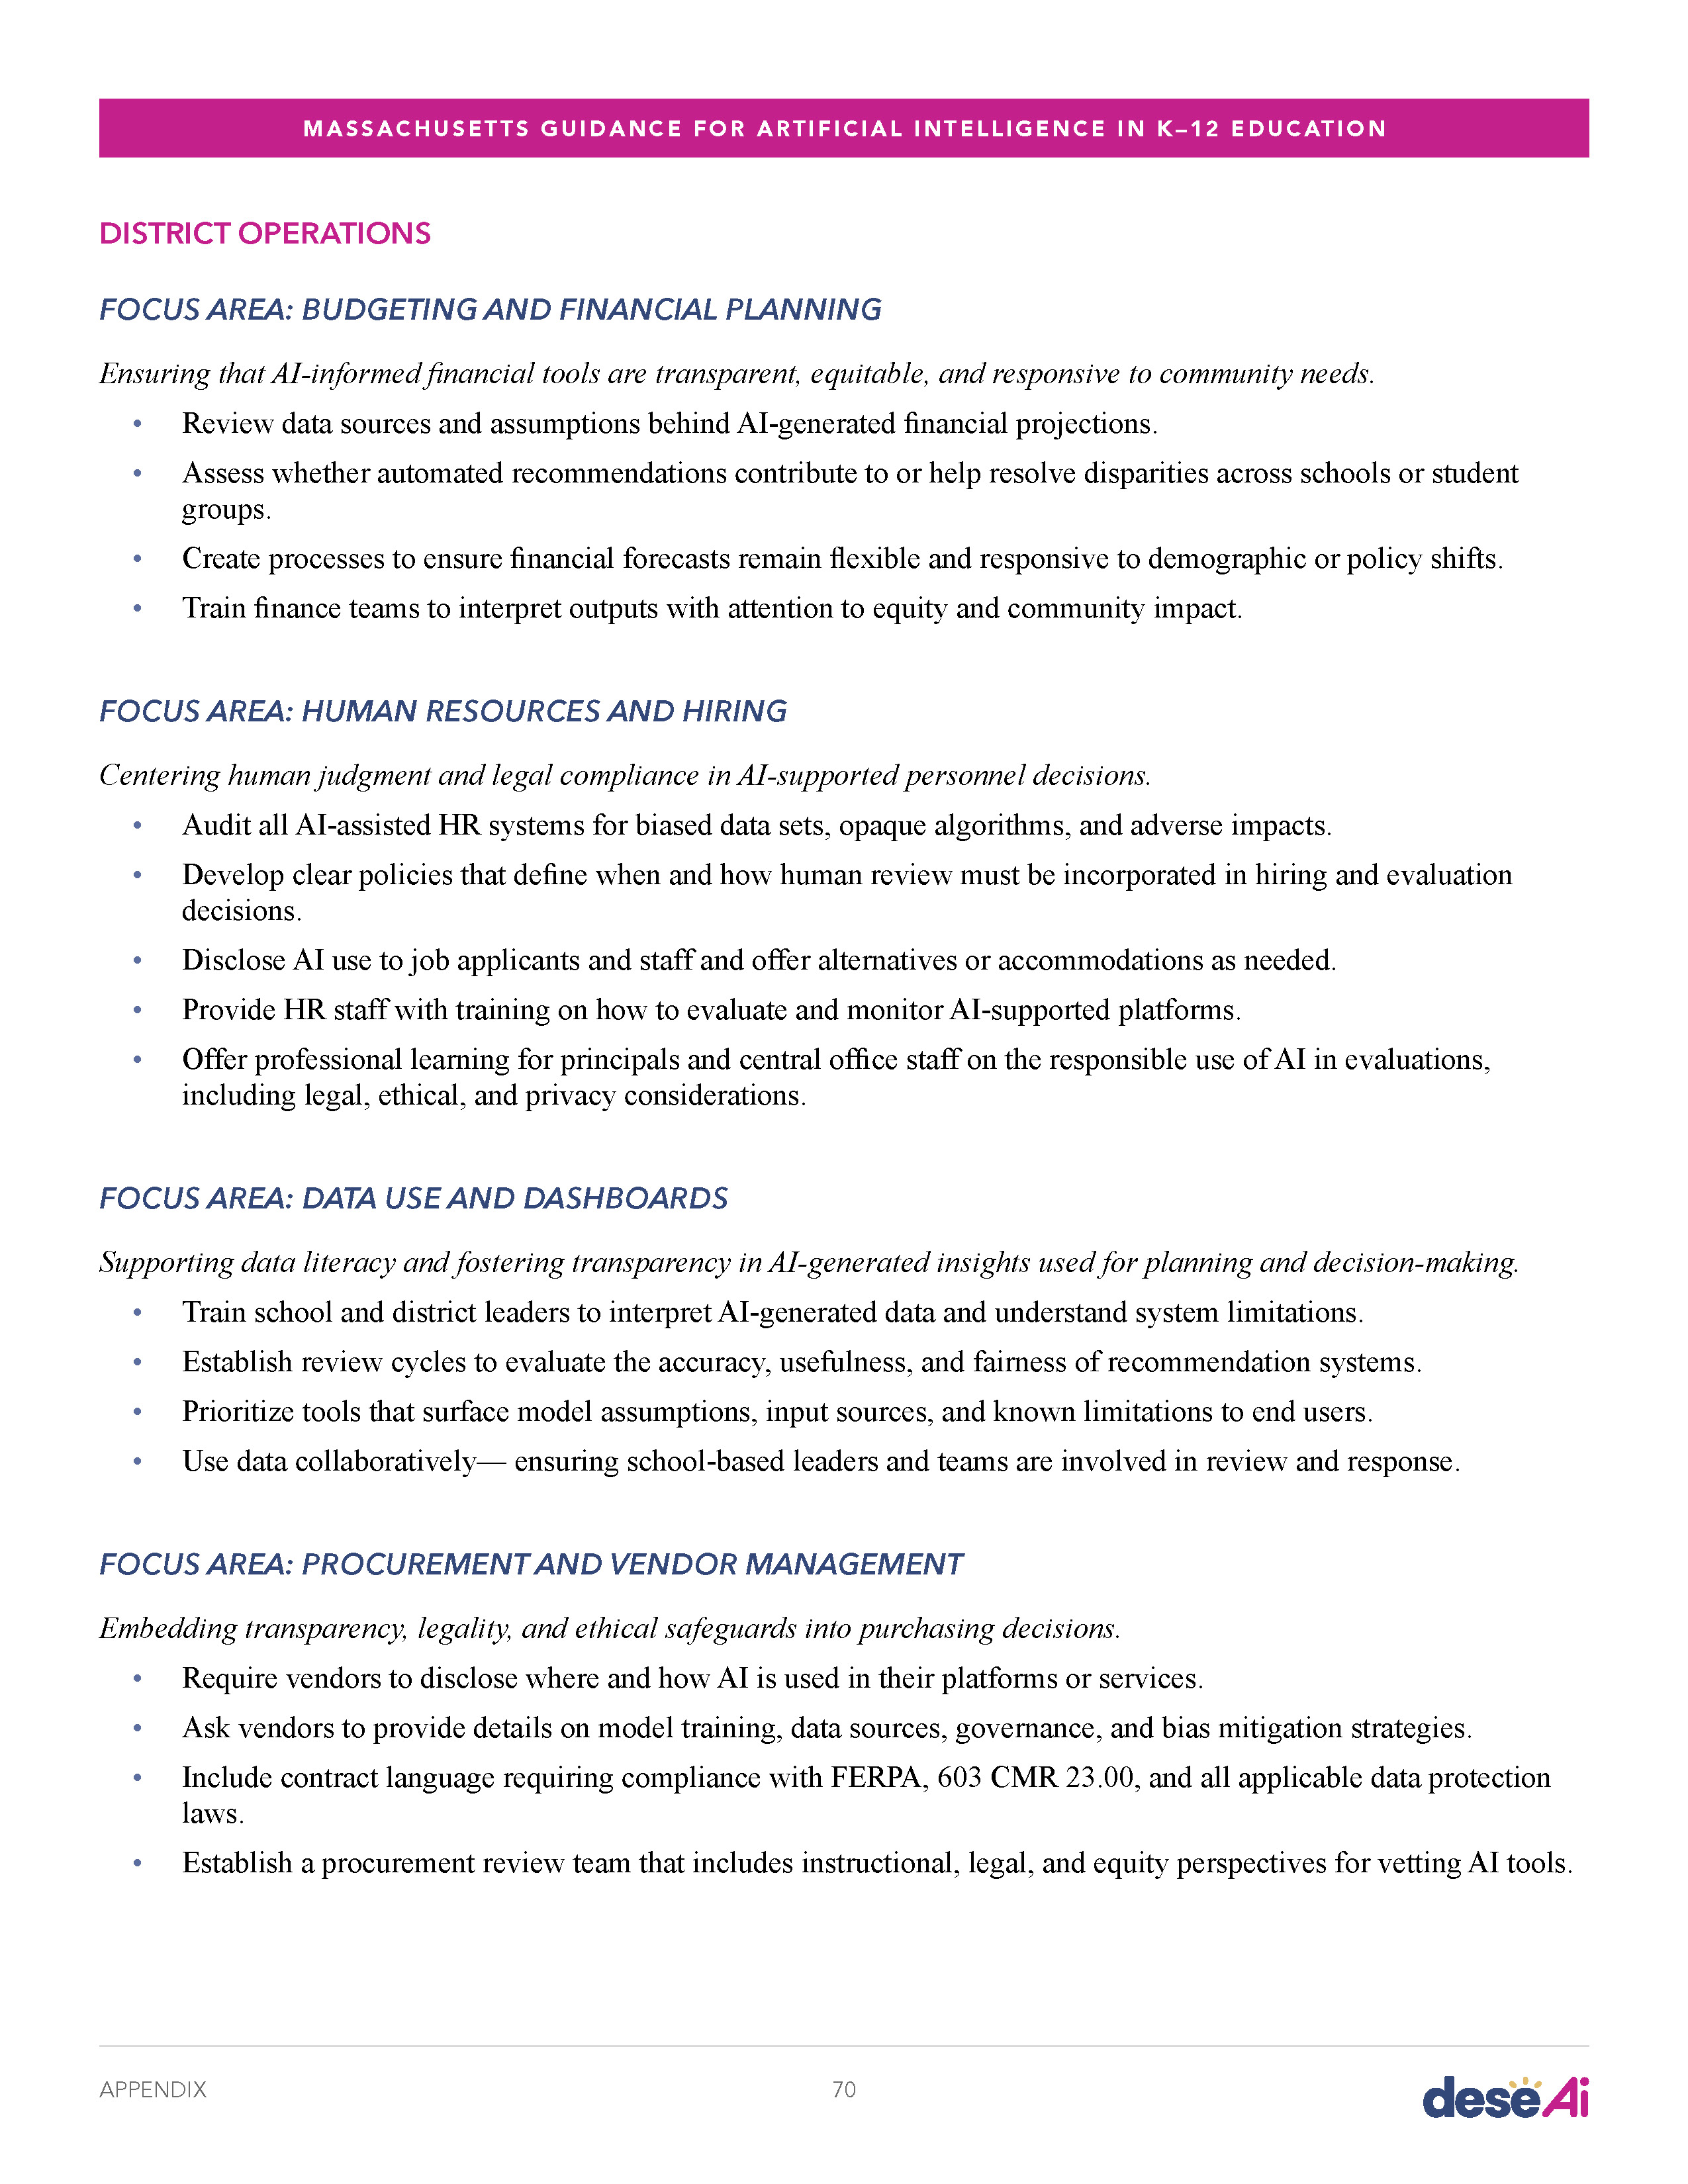 MASSACHUSETTS GUIDANCE FOR ARTIFICIAL INTELLIGENCE IN K–12 EDUCATION
DISTRICT OPERATIONS
FOCUS AREA: BUDGETING AND FINANCIAL PLANNING
Ensuring that AI-informed financial tools are transparent, equitable, and responsive to community needs.
• Review data sources and assumptions behind AI-generated financial projections.
• Assess whether automated recommendations contribute to or help resolve disparities across schools or student
groups.
• Create processes to ensure financial forecasts remain flexible and responsive to demographic or policy shifts.
• Train finance teams to interpret outputs with attention to equity and community impact.
FOCUS AREA: HUMAN RESOURCES AND HIRING
Centering human judgment and legal compliance in AI-supported personnel decisions.
• Audit all AI-assisted HR systems for biased data sets, opaque algorithms, and adverse impacts.
• Develop clear policies that define when and how human review must be incorporated in hiring and evaluation
decisions.
• Disclose AI use to job applicants and staff and offer alternatives or accommodations as needed.
• Provide HR staff with training on how to evaluate and monitor AI-supported platforms.
• Offer professional learning for principals and central office staff on the responsible use of AI in evaluations,
including legal, ethical, and privacy considerations.
FOCUS AREA: DATA USE AND DASHBOARDS
Supporting data literacy and fostering transparency in AI-generated insights used for planning and decision-making.
• Train school and district leaders to interpret AI-generated data and understand system limitations.
• Establish review cycles to evaluate the accuracy, usefulness, and fairness of recommendation systems.
• Prioritize tools that surface model assumptions, input sources, and known limitations to end users.
• Use data collaboratively— ensuring school-based leaders and teams are involved in review and response.
FOCUS AREA: PROCUREMENT AND VENDOR MANAGEMENT
Embedding transparency, legality, and ethical safeguards into purchasing decisions.
• Require vendors to disclose where and how AI is used in their platforms or services.
• Ask vendors to provide details on model training, data sources, governance, and bias mitigation strategies.
• Include contract language requiring compliance with FERPA, 603 CMR 23.00, and all applicable data protection
laws.
• Establish a procurement review team that includes instructional, legal, and equity perspectives for vetting AI tools.
APPENDIX
70
dese Ai